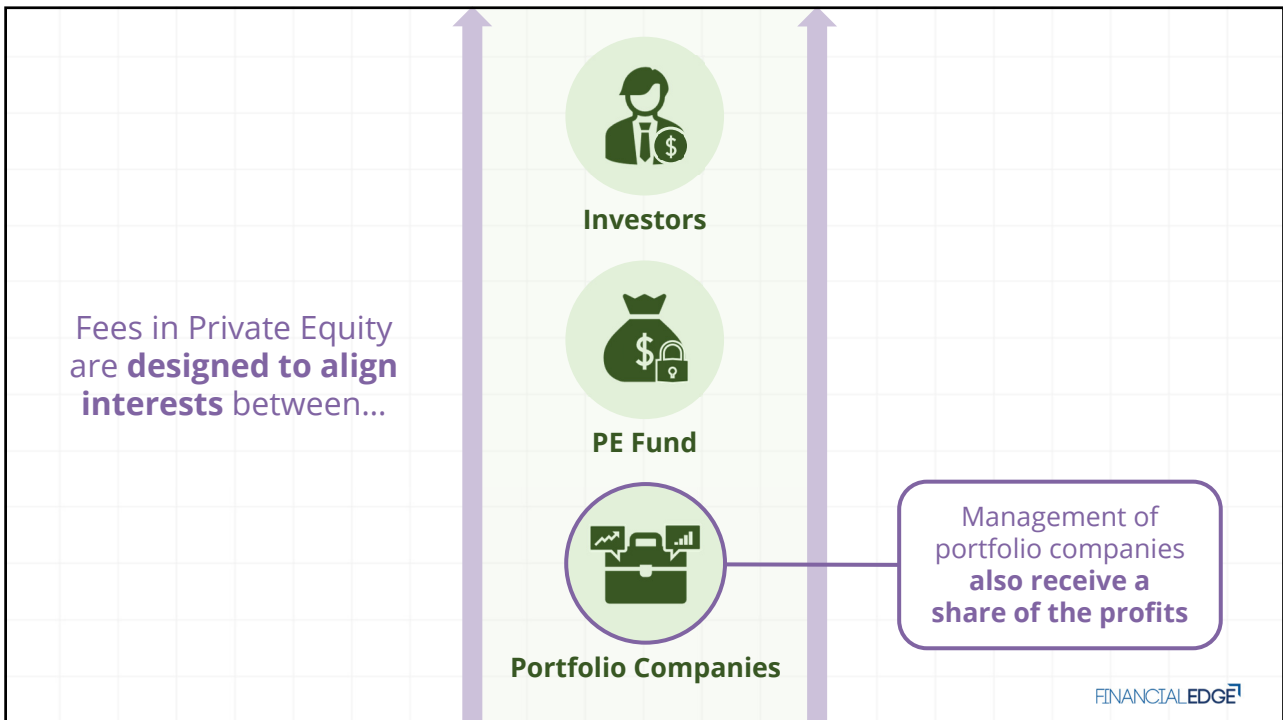 Investors
Fees in Private Equity
are designed to align
interests between...
PE Fund
Management of
portfolio companies
also receive a
share of the profits
Portfolio Companies
FINANCIALEDGE
$
$